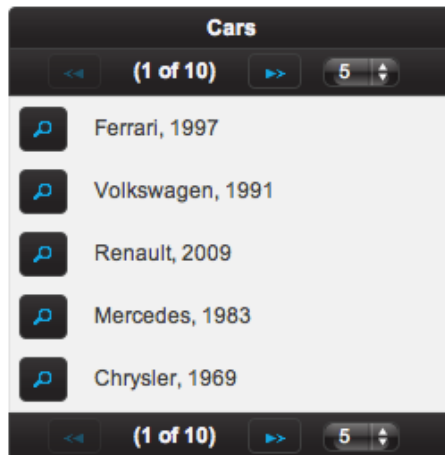 Cars
(1 of 10) 5
Ferrari, 1997
Volkswagen, 1991
Renault, 2009
Mercedes, 1983
Chrysler, 1969
(1 of 10) 5